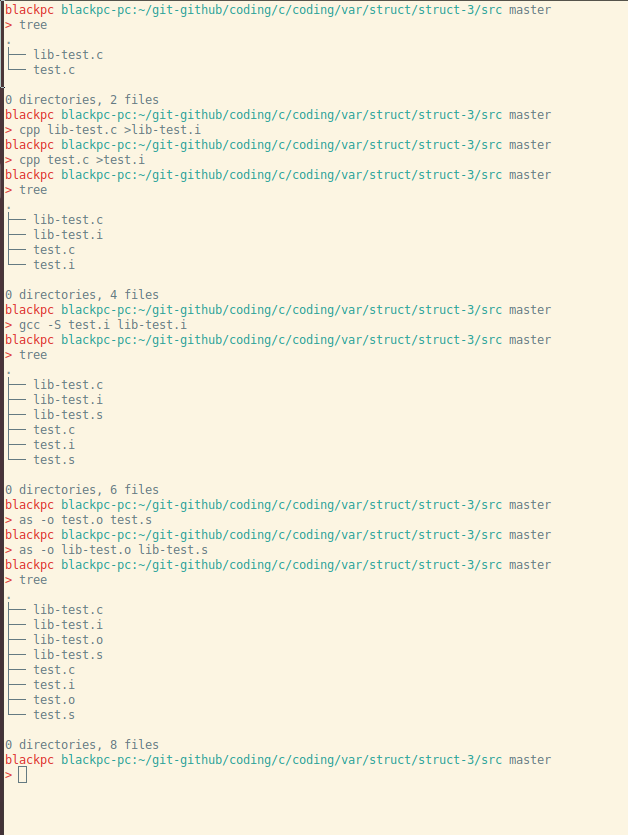 blackpc blackpc-pc:~/git-github/coding/c/coding/var/struct/struct-3/src master
> tree
.
├── lib-test.c
└── test.c

0 directories, 2 files
blackpc blackpc-pc:~/git-github/coding/c/coding/var/struct/struct-3/src master
> cpp lib-test.c >lib-test.i
blackpc blackpc-pc:~/git-github/coding/c/coding/var/struct/struct-3/src master
> cpp test.c >test.i
blackpc blackpc-pc:~/git-github/coding/c/coding/var/struct/struct-3/src master
> tree
.
├── lib-test.c
├── lib-test.i
├── test.c
└── test.i

0 directories, 4 files
blackpc blackpc-pc:~/git-github/coding/c/coding/var/struct/struct-3/src master
> gcc -S test.i lib-test.i
blackpc blackpc-pc:~/git-github/coding/c/coding/var/struct/struct-3/src master
> tree
.
├── lib-test.c
├── lib-test.i
├── lib-test.s
├── test.c
├── test.i
└── test.s

0 directories, 6 files
blackpc blackpc-pc:~/git-github/coding/c/coding/var/struct/struct-3/src master
> as -o test.o test.s
blackpc blackpc-pc:~/git-github/coding/c/coding/var/struct/struct-3/src master
> as -o lib-test.o lib-test.s
blackpc blackpc-pc:~/git-github/coding/c/coding/var/struct/struct-3/src master
> tree
.
├── lib-test.c
├── lib-test.i
├── lib-test.o
├── lib-test.s
├── test.c
├── test.i
├── test.o
└── test.s

0 directories, 8 files
blackpc blackpc-pc:~/git-github/coding/c/coding/var/struct/struct-3/src master
>